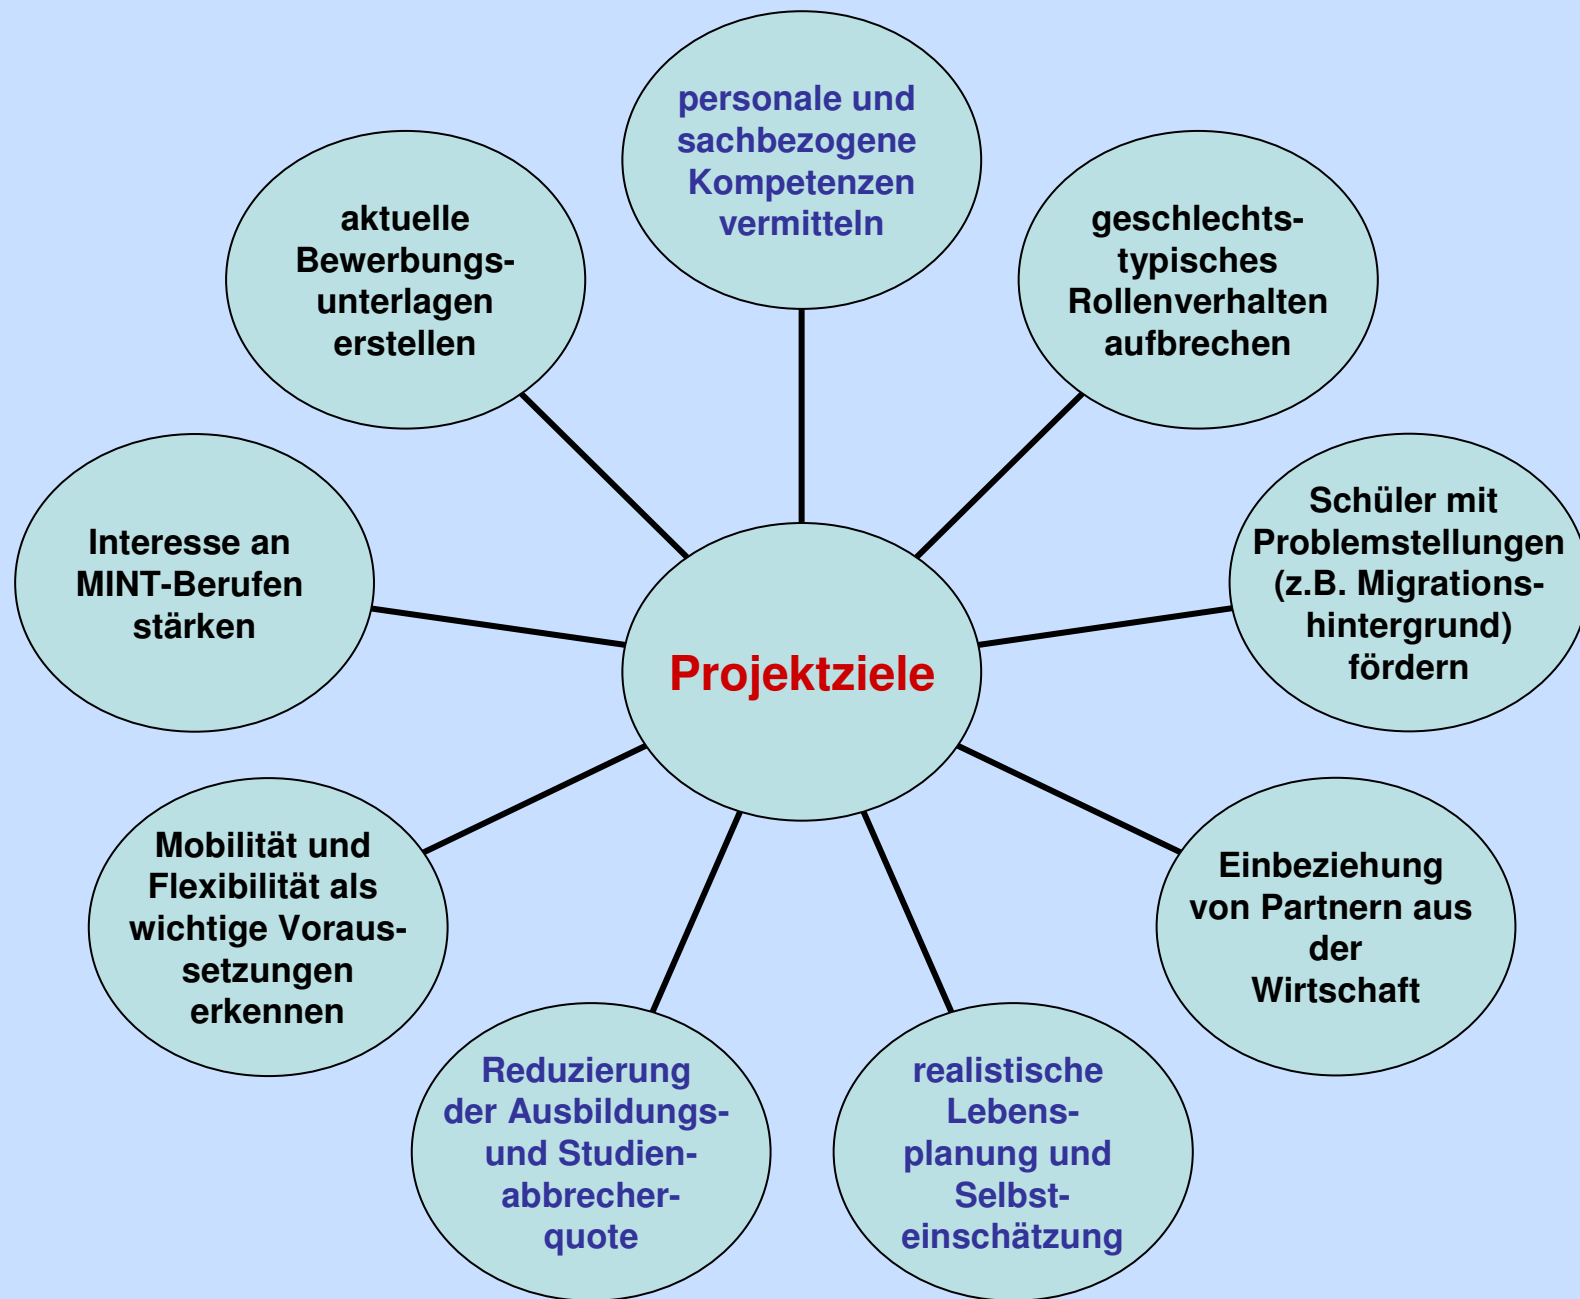 personale und
sachbezogene
Kompetenzen
vermitteln
aktuelle
Bewerbungs-
unterlagen
erstellen
geschlechts-
typisches
Rollenverhalten
aufbrechen
Interesse an
MINT-Berufen
stärken
Schüler mit
Problemstellungen
(z.B. Migrations-
hintergrund)
fördern
Projektziele
Mobilität und
Flexibilität als
wichtige Voraus-
setzungen
erkennen
Einbeziehung
von Partnern aus
der
Wirtschaft
Reduzierung
der Ausbildungs-
und Studien-
abbrecher-
quote
realistische
Lebens-
planung und
Selbst-
einschätzung